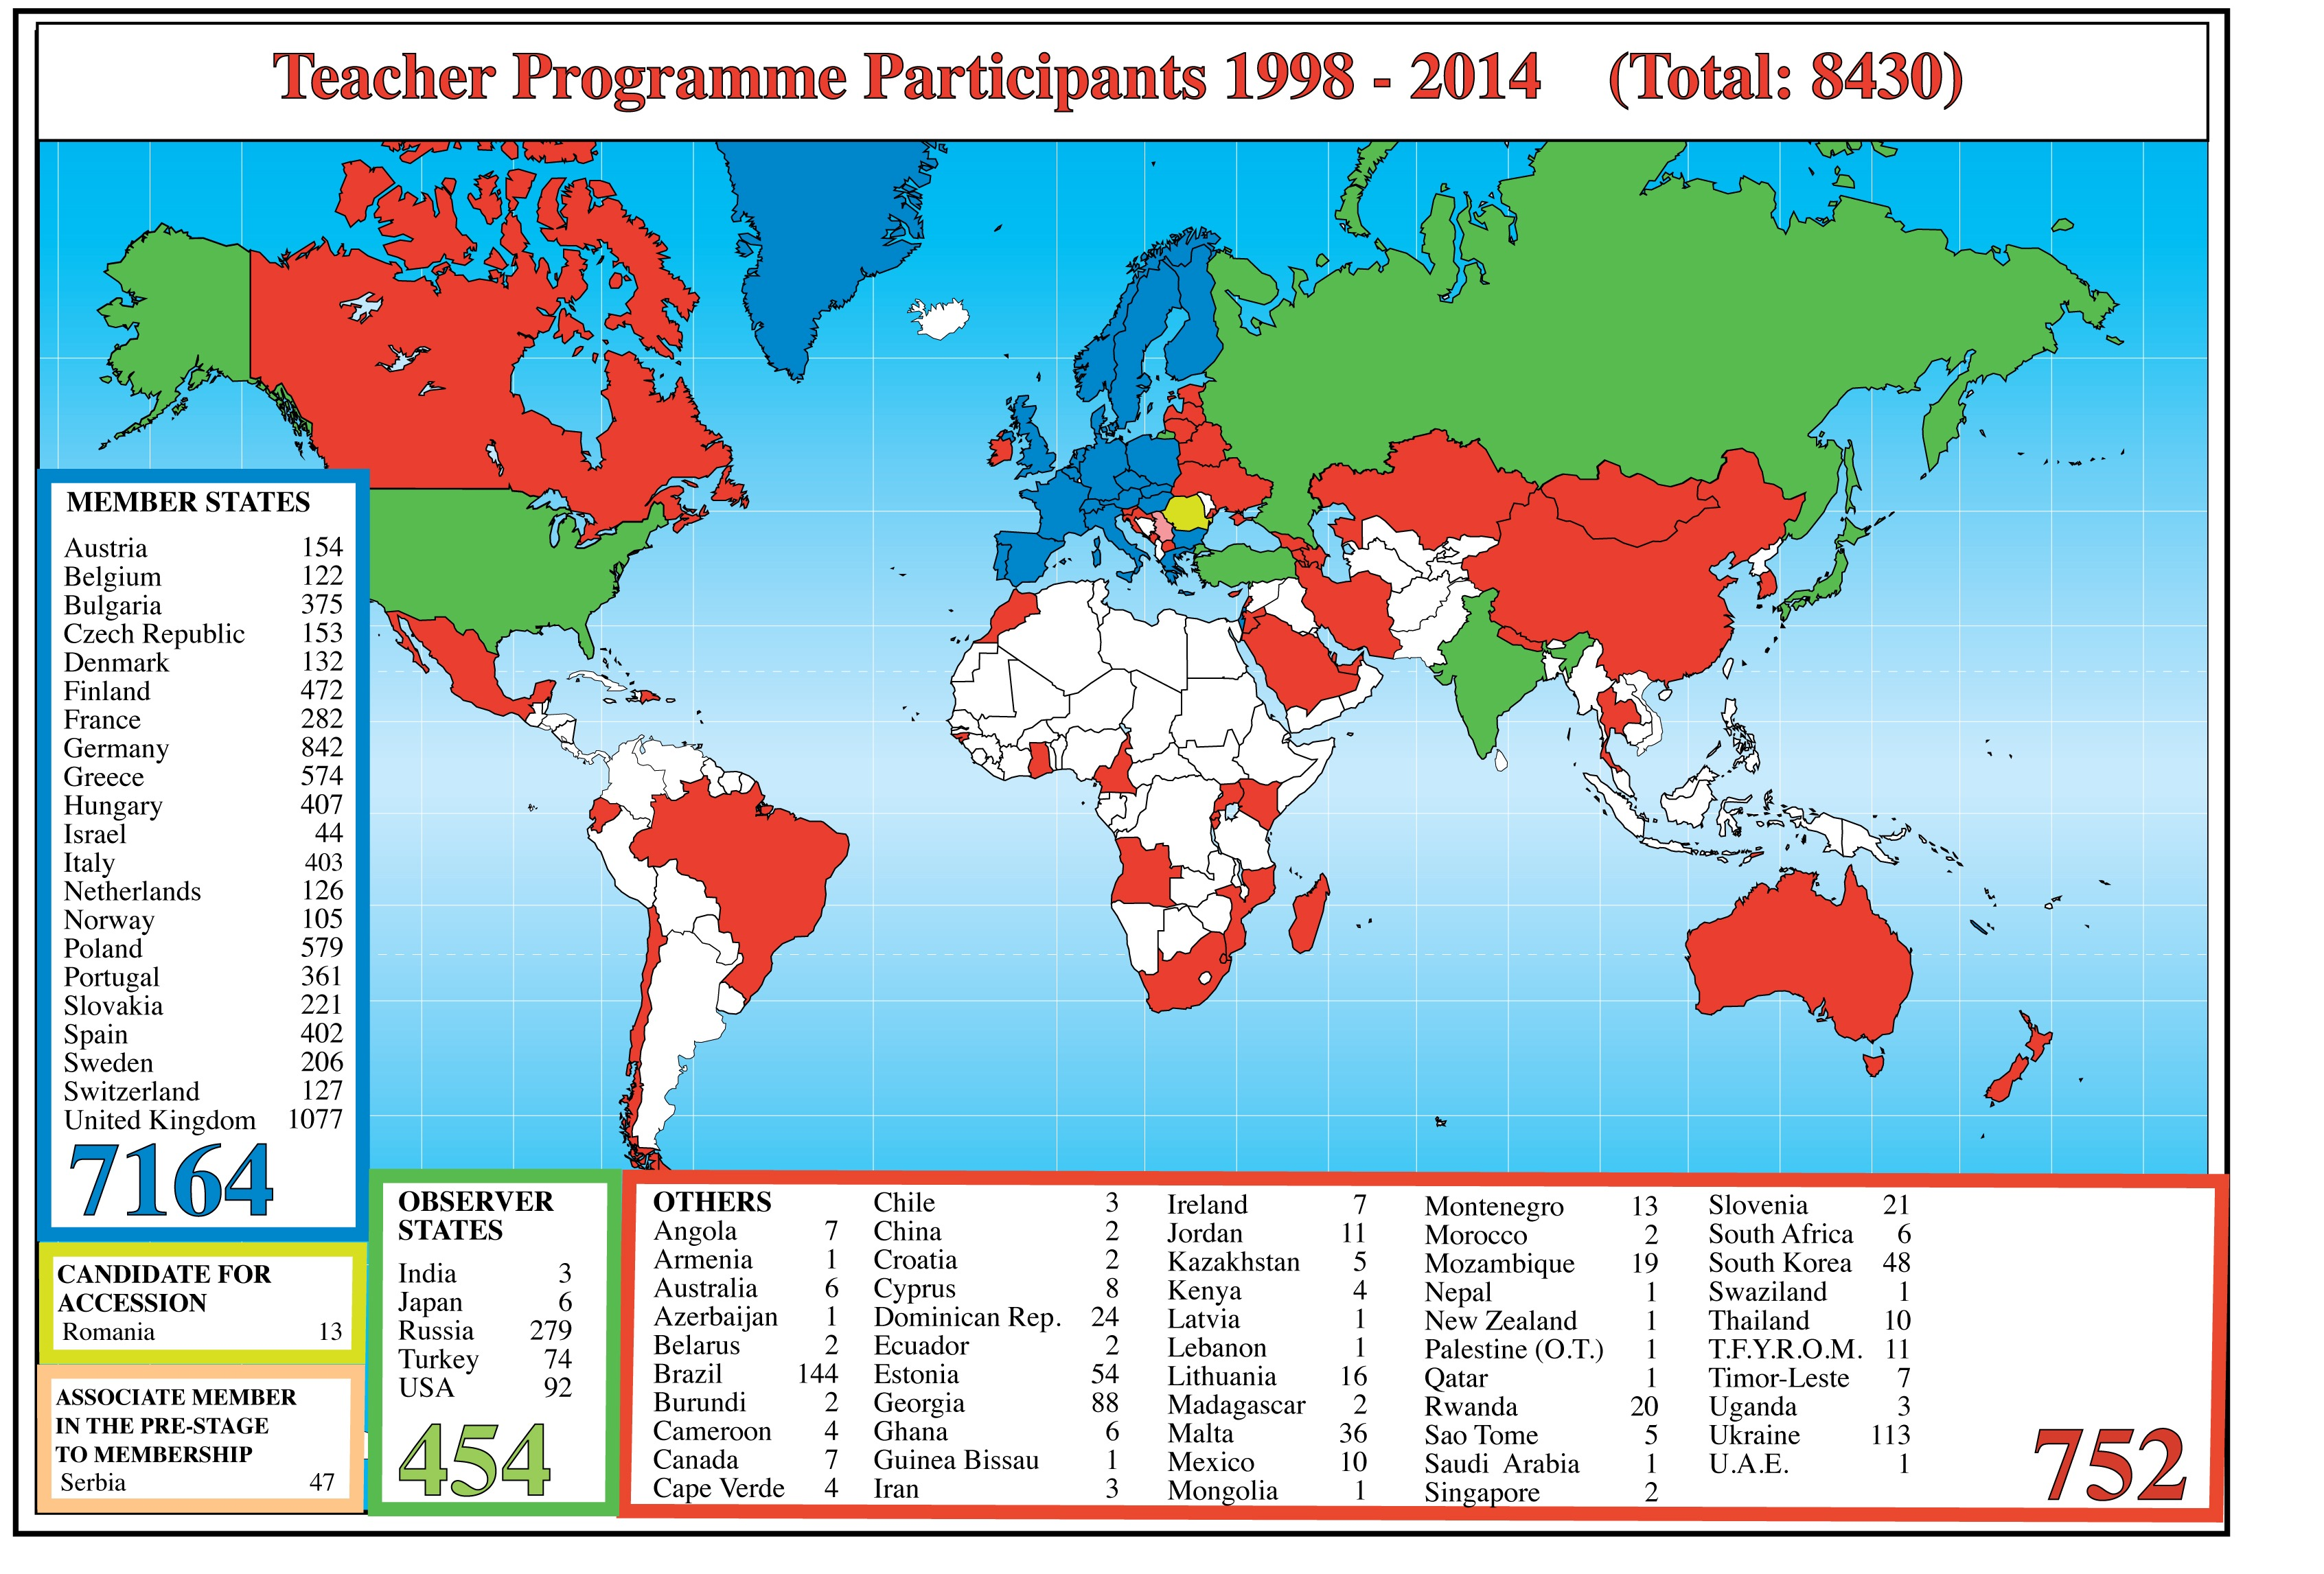 Teacher Programme Participants 1998 - 2014 (Total: 8430)
MEMBER STATES
Austria 154
Belgium 122
Bulgaria 375
Czech Republic 153
Denmark 132
Finland 472
France 282
Germany 842
Greece 574
Hungary 407
Israel 44
Italy 403
Netherlands 126
Norway 105
Poland 579
Portugal 361
Slovakia 221
Spain 402
Sweden 206
Switzerland 127
United Kingdom 1077
7164
CANDIDATE FOR
ACCESSION
Romania 13
ASSOCIATE MEMBER
IN THE PRE-STAGE
TO MEMBERSHIP
Serbia 47
OBSERVER
STATES
India 3
Japan 6
Russia 279
Turkey 74
USA 92
454
OTHERS
Angola 7
Armenia 1
Australia 6
Azerbaijan 1
Belarus 2
Brazil 144
Burundi 2
Cameroon 4
Canada 7
Cape Verde 4
Chile 3
China 2
Croatia 2
Cyprus 8
Dominican Rep. 24
Ecuador 2
Estonia 54
Georgia 88
Ghana 6
Guinea Bissau 1
Iran 3
Ireland 7
Jordan 11
Kazakhstan 5
Kenya 4
Latvia 1
Lebanon 1
Lithuania 16
Madagascar 2
Malta 36
Mexico 10
Mongolia 1
Montenegro 13
Morocco 2
Mozambique 19
Nepal 1
New Zealand 1
Palestine (O.T.) 1
Qatar 1
Rwanda 20
Sao Tome 5
Saudi Arabia 1
Singapore 2
Slovenia 21
South Africa 6
South Korea 48
Swaziland 1
Thailand 10
T.F.Y.R.O.M. 11
Timor-Leste 7
Uganda 3
Ukraine 113
U.A.E. 1
752